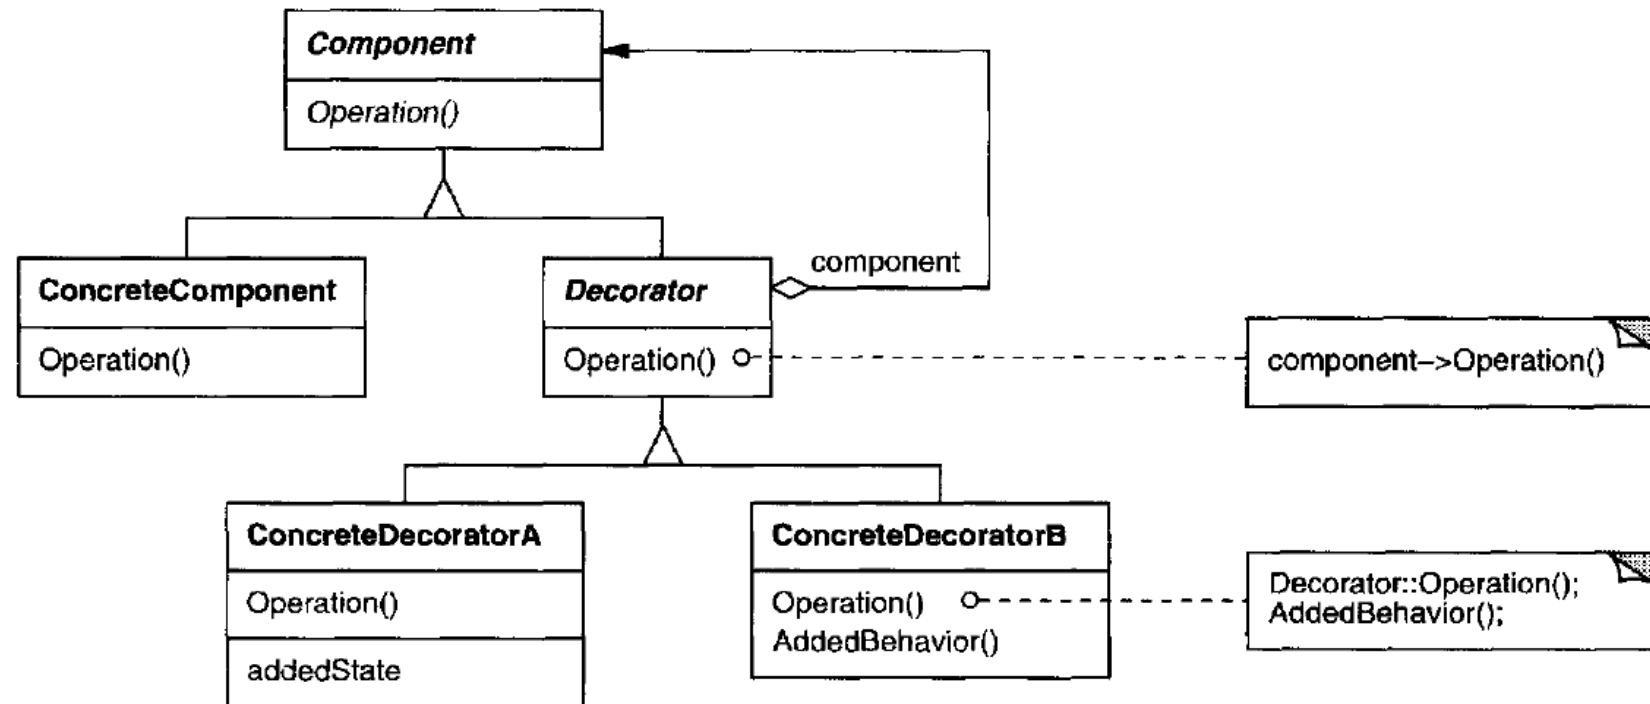 Component
Operation()
ConcreteComponent
Operation()
Decorator
Operation()
component
component–>Operation()
ConcreteDecoratorA
Operation()
addedState
ConcreteDecoratorB
Operation()
AddedBehavior()
Decorator::Operation();
AddedBehavior();